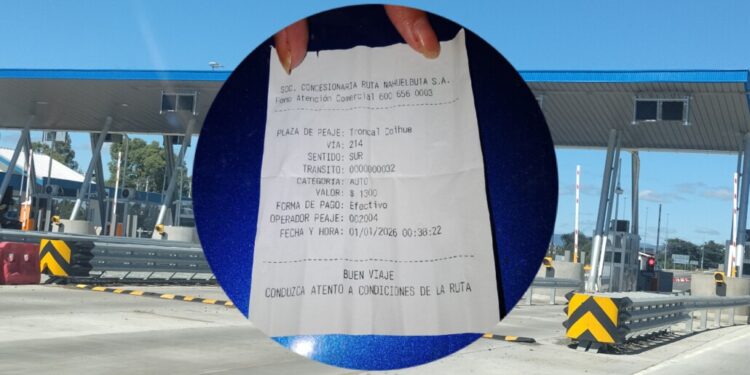 SOC. CONCESIONARIA RUTA NAHUELBUTA S.A.
Fono Atención Comercial 600 656 0003
PLAZA DE PEAJE: Troncal Coihue
VIA: 214
SENTIDO: SUR
TRANSITO: 0000000032
CATEGORIA: AUTO
VALOR: $ 1300
FORMA DE PAGO: Efectivo
OPERADOR PEAJE: 002004
FECHA Y HORA: 01/01/2026 00:38:22
BUEN VIAJE
CONDUZCA ATENTO A CONDICIONES DE LA RUTA